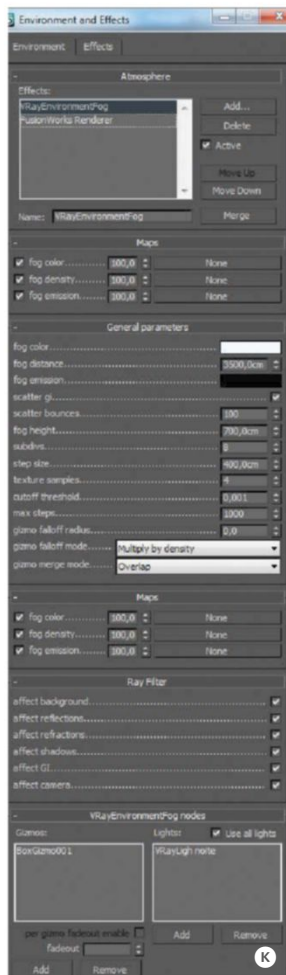 Environment and Effects
Environment Effects
Atmosphere
Effects:
VRayEnvironmentFog
FusionWorks Renderer
Add...
Delete
Active
Move Up
Move Down
Name: VRayEnvironmentFog
Merge
Maps
fog color........ 100,0 None
fog density..... 100,0 None
fog emission.... 100,0 None
General parameters
fog color
fog distance 3600,0cm
fog emission
scatter gi
scatter bounces 100
fog height 700,0cm
subdivs 8
step size 400,0cm
texture samples 4
cutoff threshold 0,001
max steps 1000
gizmo falloff radius 0,0
gizmo falloff mode...... Multiply by density
gizmo merge mode..... Overlap
Maps
fog color........ 100,0 None
fog density..... 100,0 None
fog emission.... 100,0 None
Ray Filter
affect background
affect reflections
affect refractions
affect shadows
affect GI
affect camera
VRayEnvironmentFog nodes
Gizmos: Lights: Use all lights
BoxGizmo001 VRayLigh noite
per gizmo fadeout enable
fadeout
Add Remove
Add Remove
K